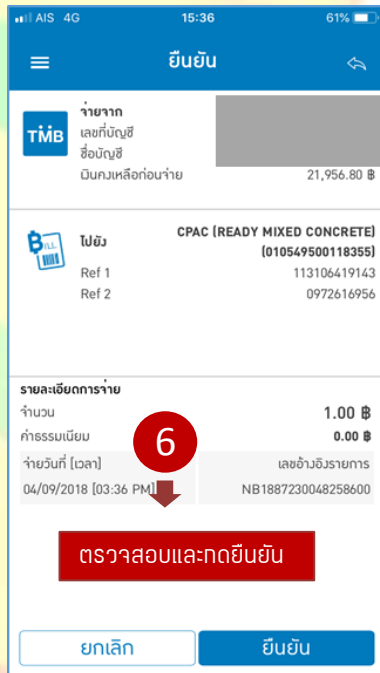 AIS 4G 15:36 61%
ยืนยัน
TMB
จ่ายจาก
เลขที่บัญชี
ชื่อบัญชี
เงินคงเหลือก่อนจ่าย 21,956.80 ฿
BILL
ไปยัง CPAC (READY MIXED CONCRETE)
(010549500118355)
Ref 1 113106419143
Ref 2 0972616956
รายละเอียดการจ่าย
จำนวน 1.00 ฿
ค่าธรรมเนียม 0.00 ฿
6
จ่ายวันที่ [เวลา] เลขอ้างอิงรายการ
04/09/2018 [03:36 PM] NB1887230048258600
ตรวจสอบและกดยืนยัน
ยกเลิก ยืนยัน